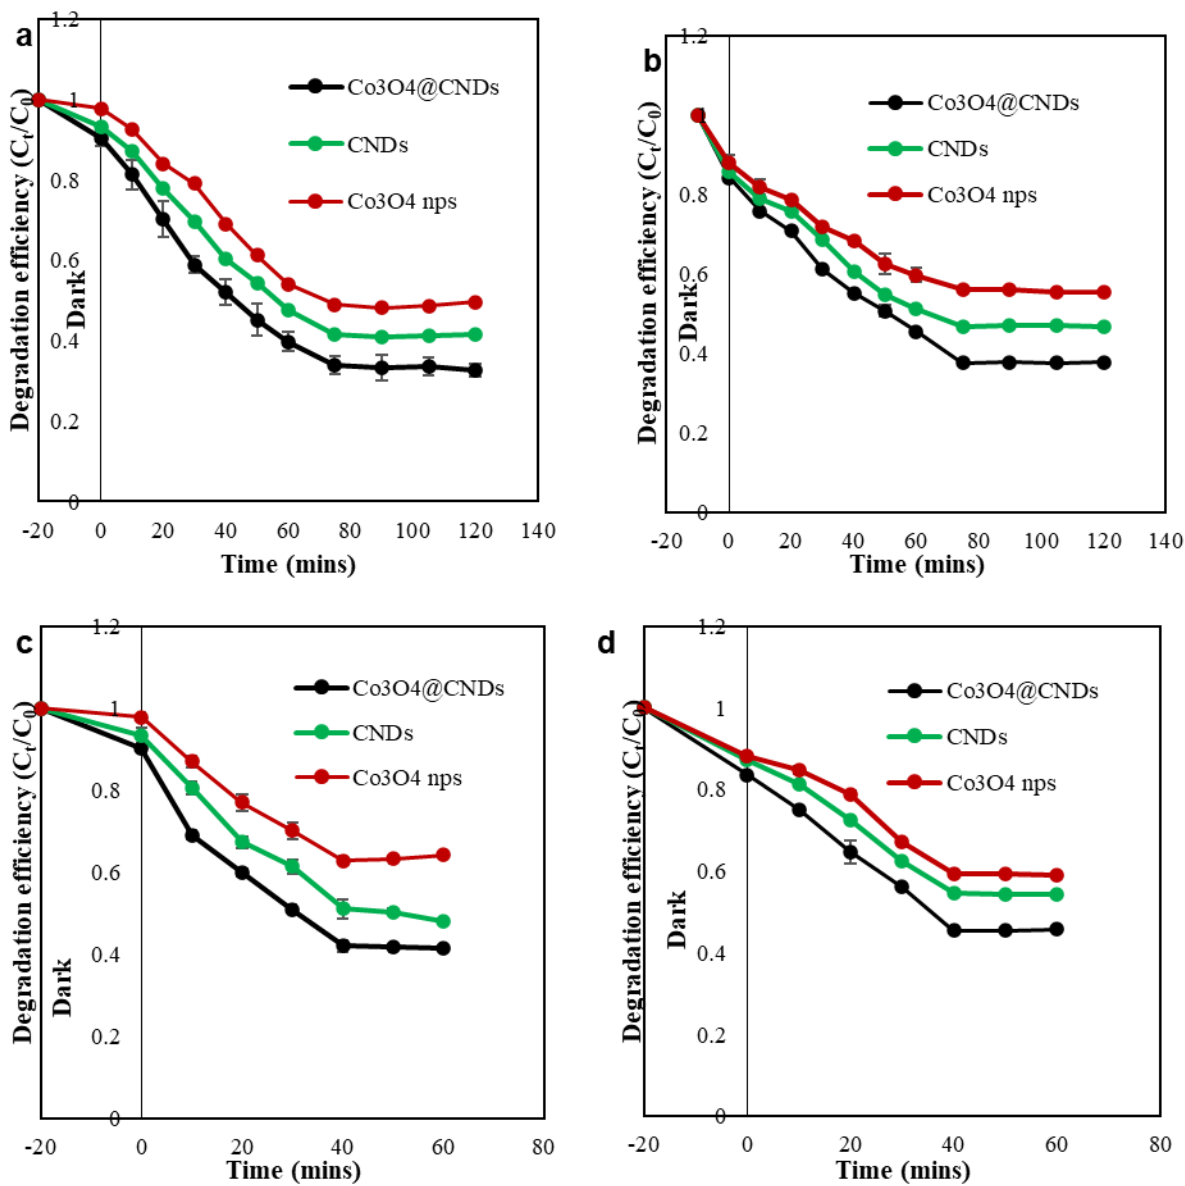 a
1.2
1
0.8
0.6
0.4
0.2
0
Degradation efficiency (Ct/C0)
Dark
Co3O4@CNDs
CNDs
Co3O4 nps
-20 0 20 40 60 80 100 120 140
Time (mins)
b
1.2
1
0.8
0.6
0.4
0.2
0
Degradation efficiency (Ct/C0)
Dark
Co3O4@CNDs
CNDs
Co3O4 nps
-20 0 20 40 60 80 100 120 140
Time (mins)
c
1.2
1
0.8
0.6
0.4
0.2
0
Degradation efficiency (Ct/C0)
Dark
Co3O4@CNDs
CNDs
Co3O4 nps
-20 0 20 40 60 80
Time (mins)
d
1.2
1
0.8
0.6
0.4
0.2
0
Degradation efficiency (Ct/C0)
Dark
Co3O4@CNDs
CNDs
Co3O4 nps
-20 0 20 40 60 80
Time (mins)